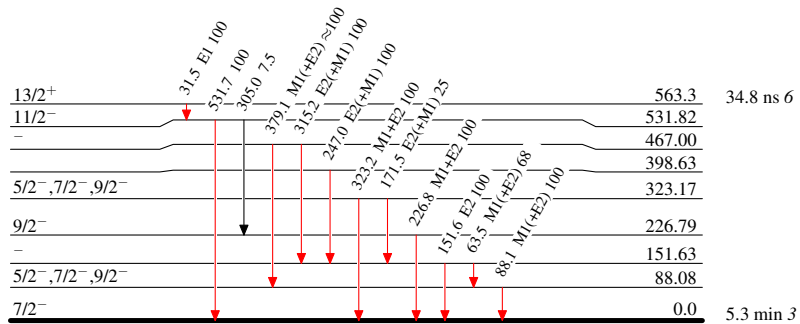 31.5 E1 100
531.7 100
305.0 7.5
379.1 M1(+E2) ≈100
315.2 E2(+M1) 100
247.0 E2(+M1) 100
323.2 M1+E2 100
171.5 E2(+M1) 25
226.8 M1+E2 100
151.6 E2 100
63.5 M1(+E2) 68
88.1 M1(+E2) 100
13/2⁺ 563.3 34.8 ns 6
11/2⁻ 531.82
⁻ 467.00
398.63
5/2⁻,7/2⁻,9/2⁻ 323.17
9/2⁻ 226.79
⁻ 151.63
5/2⁻,7/2⁻,9/2⁻ 88.08
7/2⁻ 0.0 5.3 min 3